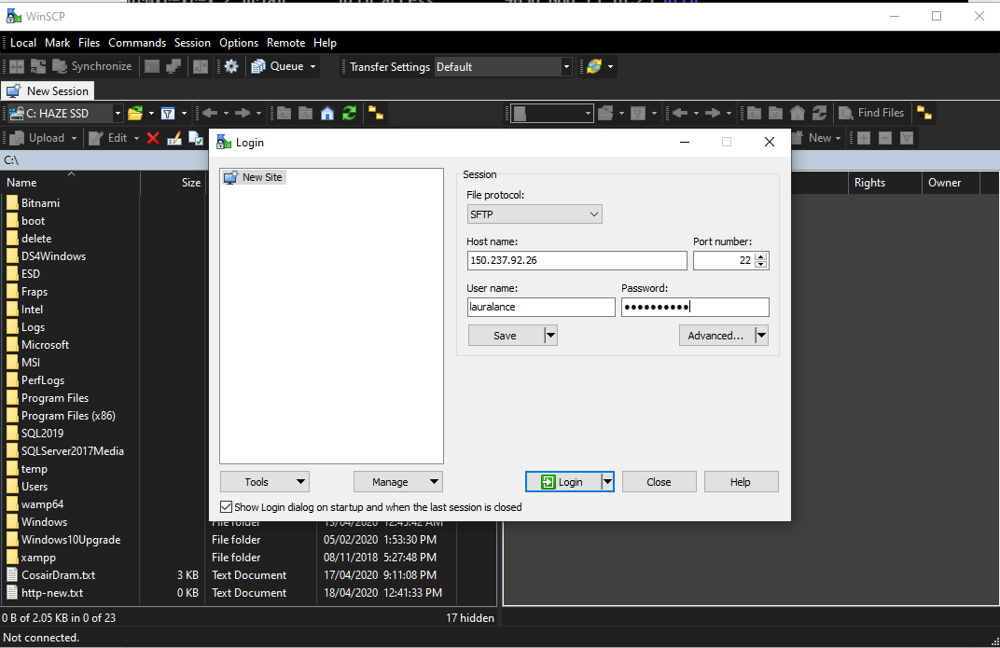 WinSCP
Local Mark Files Commands Session Options Remote Help
Synchronize Queue Transfer Settings Default
New Session
C: HAZE SSD Find Files
Upload Edit New
C:\
Name Size Rights Owner
Bitnami
boot
delete
DS4Windows
ESD
Fraps
Intel
Logs
Microsoft
MSI
PerfLogs
Program Files
Program Files (x86)
SQL2019
SQLServer2017Media
temp
Users
wamp64
Windows
Windows10Upgrade File folder 05/02/2020 1:53:30 PM
xampp File folder 08/11/2018 5:27:48 PM
CosairDram.txt 3 KB Text Document 17/04/2020 9:11:08 PM
http-new.txt 0 KB Text Document 18/04/2020 12:41:33 PM
0 B of 2.05 KB in 0 of 23 17 hidden
Not connected.
Login
New Site
Session
File protocol:
SFTP
Host name: Port number:
150.237.92.26 22
User name: Password:
lauralance ••••••••••
Save Advanced...
Tools Manage Login Close Help
Show Login dialog on startup and when the last session is closed